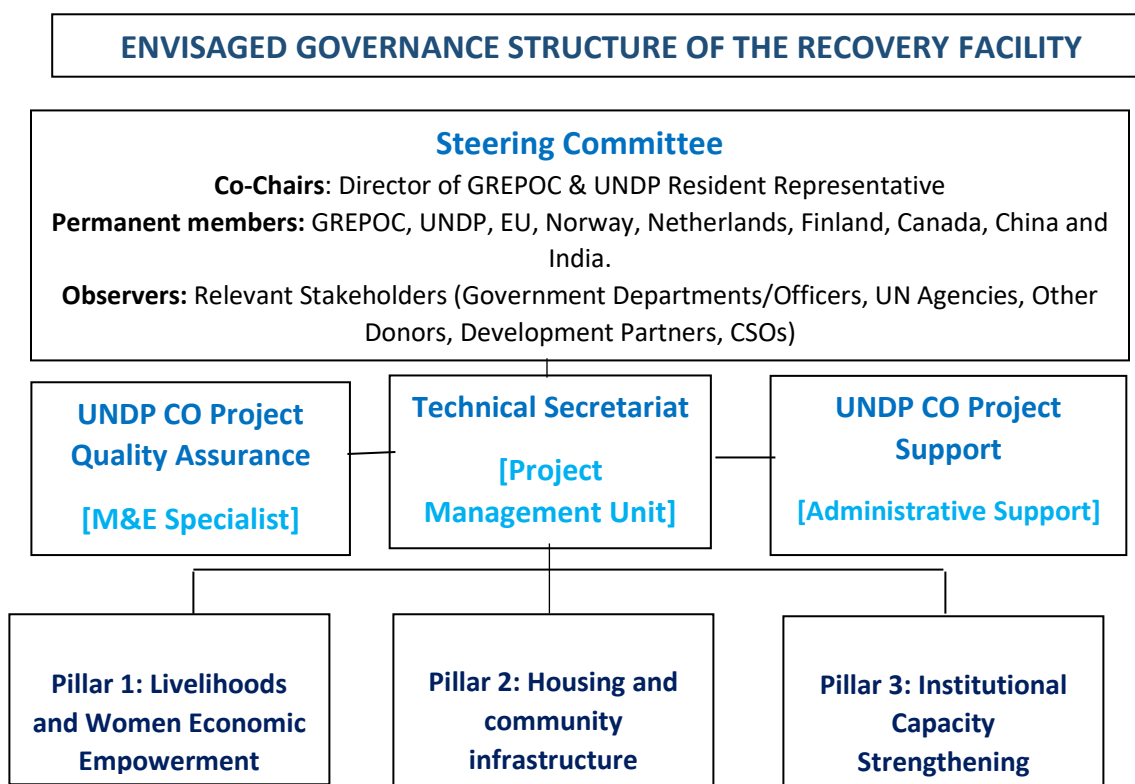 ENVISAGED GOVERNANCE STRUCTURE OF THE RECOVERY FACILITY
Steering Committee
Co-Chairs: Director of GREPOC & UNDP Resident Representative
Permanent members: GREPOC, UNDP, EU, Norway, Netherlands, Finland, Canada, China and
India.
Observers: Relevant Stakeholders (Government Departments/Officers, UN Agencies, Other
Donors, Development Partners, CSOs)
UNDP CO Project
Quality Assurance
[M&E Specialist]
Technical Secretariat
[Project
Management Unit]
UNDP CO Project
Support
[Administrative Support]
Pillar 1: Livelihoods
and Women Economic
Empowerment
Pillar 2: Housing and
community
infrastructure
Pillar 3: Institutional
Capacity
Strengthening